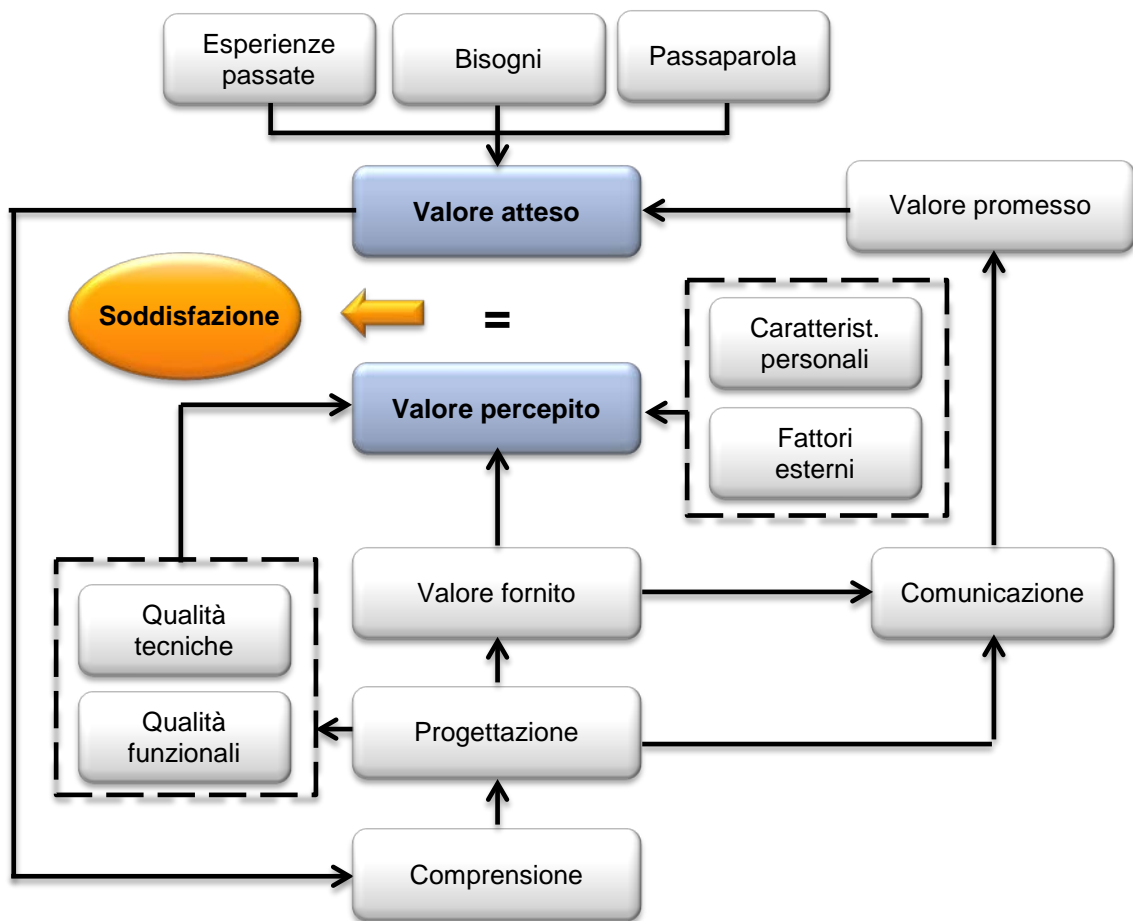 Esperienze
passate
Bisogni
Passaparola
Valore atteso
Valore promesso
Soddisfazione
=
Caratterist.
personali
Valore percepito
Fattori
esterni
Qualità
tecniche
Valore fornito
Comunicazione
Qualità
funzionali
Progettazione
Comprensione